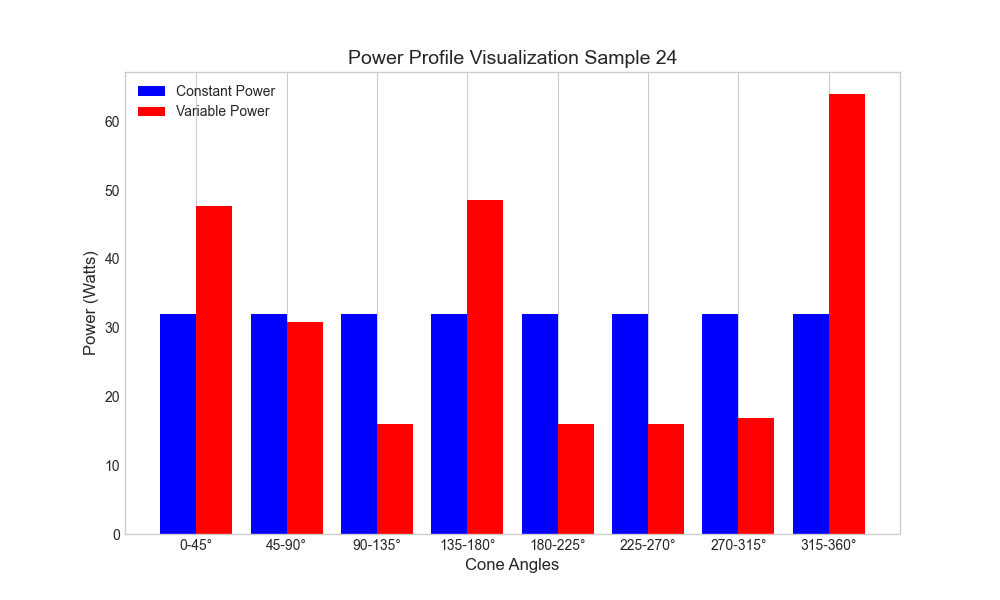 Power Profile Visualization Sample 24
Constant Power
Variable Power
Power (Watts)
60
50
40
30
20
10
0
0-45° 45-90° 90-135° 135-180° 180-225° 225-270° 270-315° 315-360°
Cone Angles